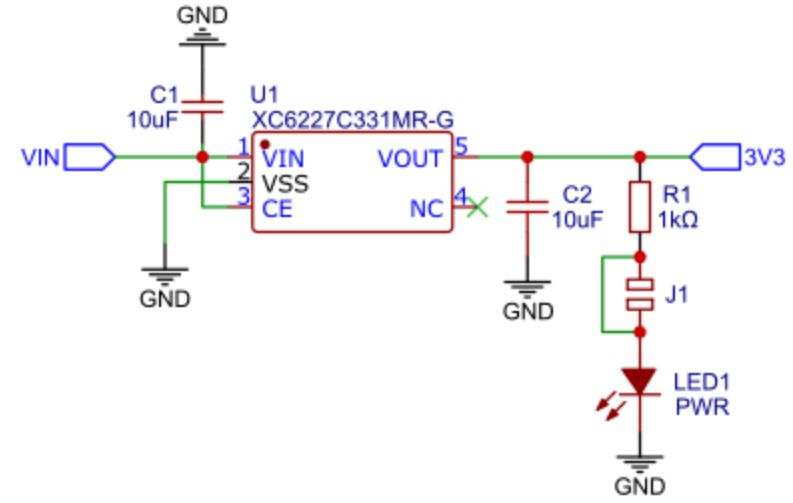 GND
C1
10uF
U1
XC6227C331MR-G
VIN
1
VIN
2
VSS
3
CE
VOUT
5
NC
4
GND
C2
10uF
GND
3V3
R1
1kΩ
J1
LED1
PWR
GND